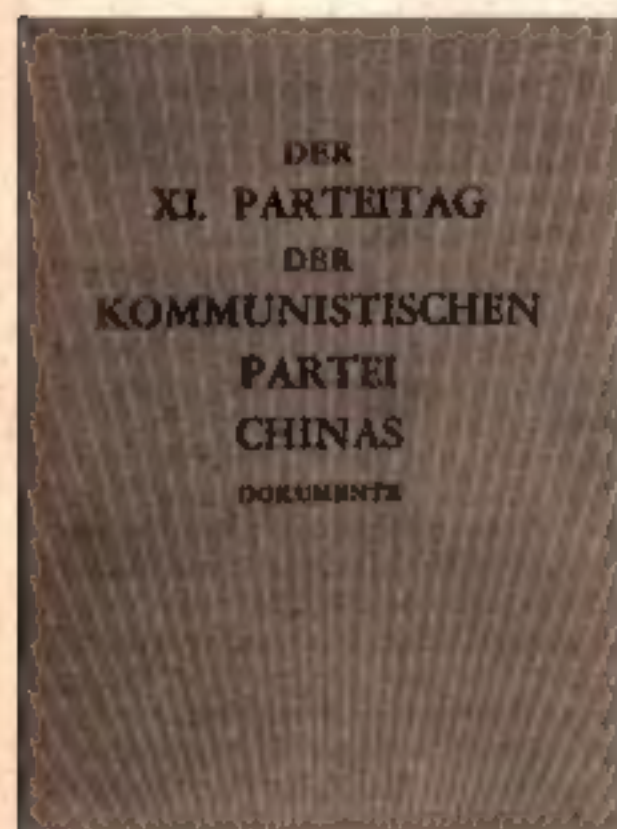 DER
XI. PARTEITAG
DER
KOMMUNISTISCHEN
PARTEI
CHINAS
DOKUMENTE